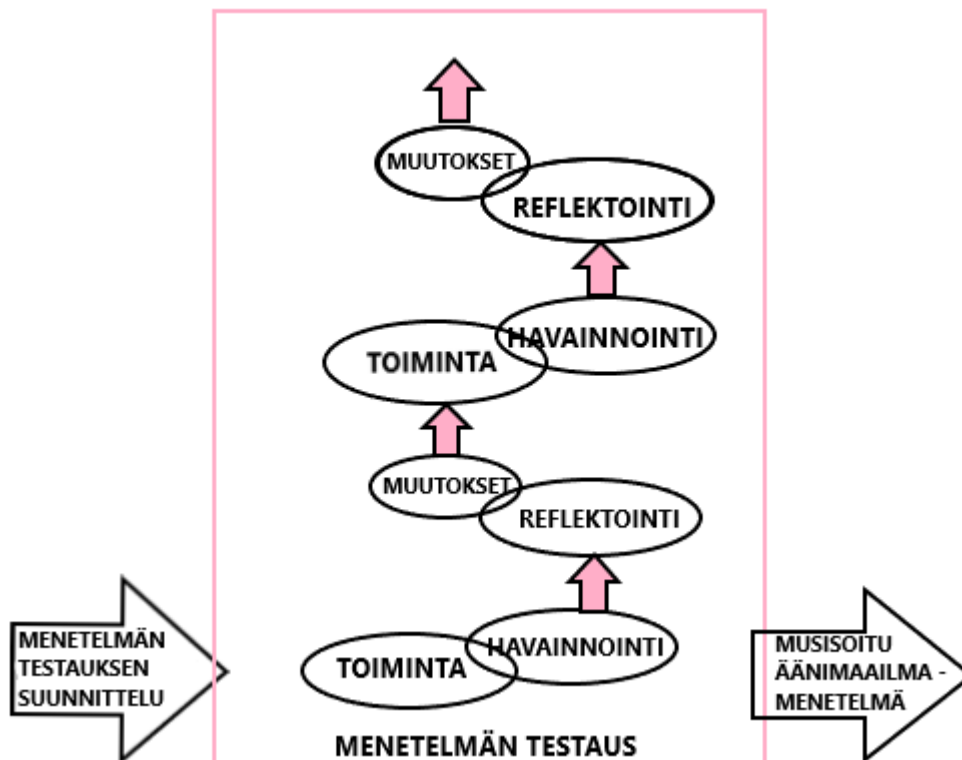 MUUTOKSET
REFLEKTOINTI
HAVAINNOINTI
TOIMINTA
MUUTOKSET
REFLEKTOINTI
HAVAINNOINTI
TOIMINTA
MENETELMÄN
TESTAUKSEN
SUUNNITTELU
MUSISOITU
ÄÄNIMAAILMA -
MENETELMÄ
MENETELMÄN TESTAUS